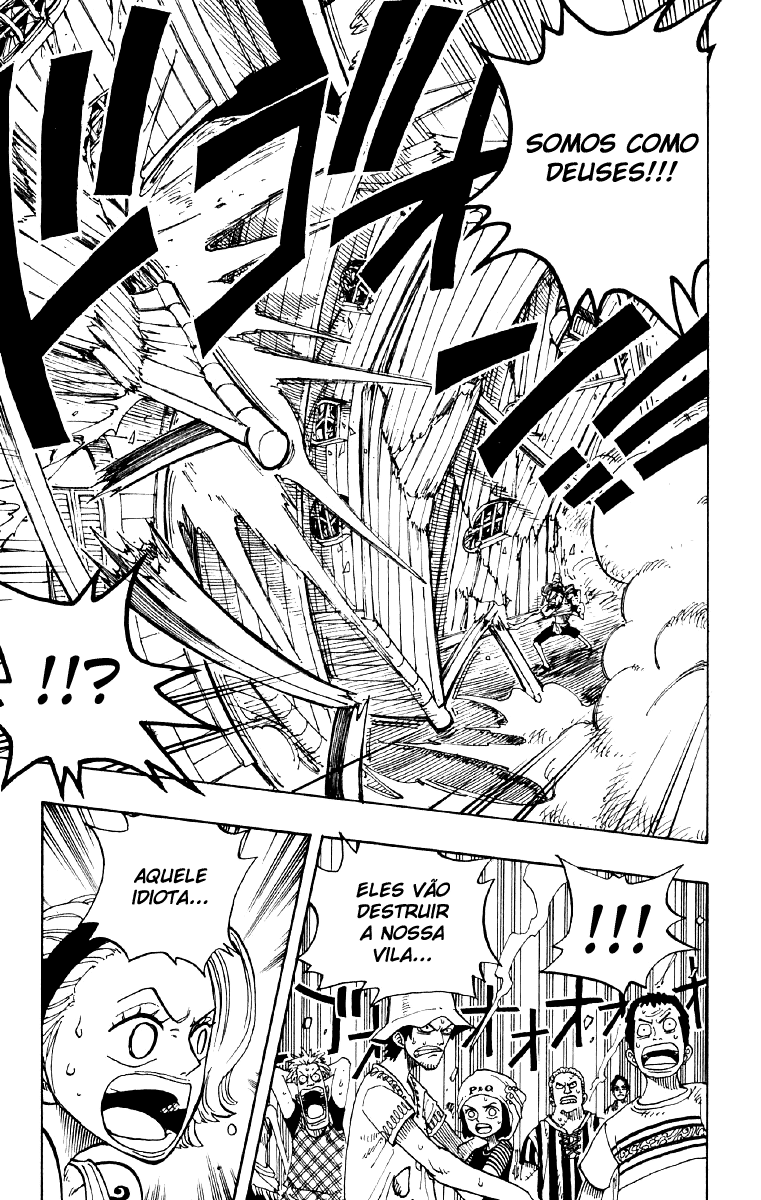 SOMOS COMO
DEUSES!!!
!!?
!!!
ELES VÃO
DESTRUIR
A NOSSA
VILA...
AQUELE
IDIOTA...
P&Q